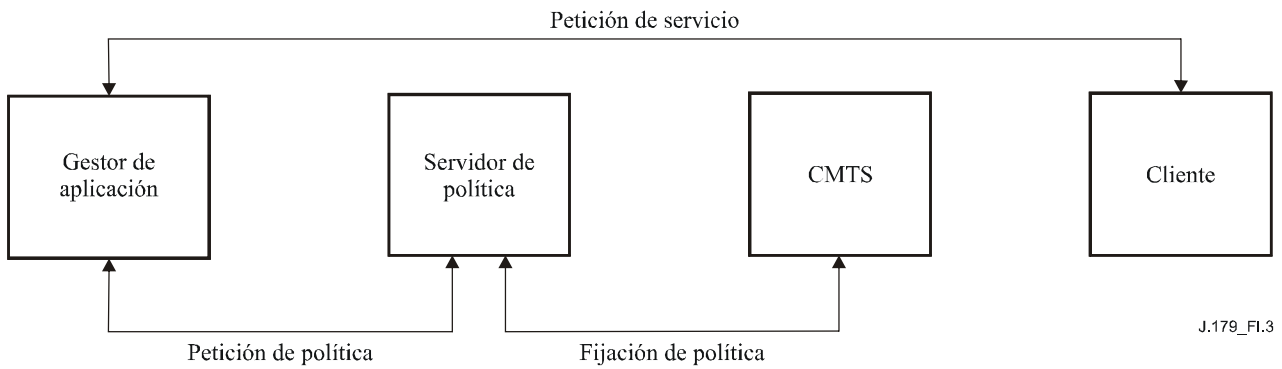 Petición de servicio
Gestor de
aplicación
Servidor de
política
CMTS
Cliente
Petición de política
Fijación de política
J.179_FI.3